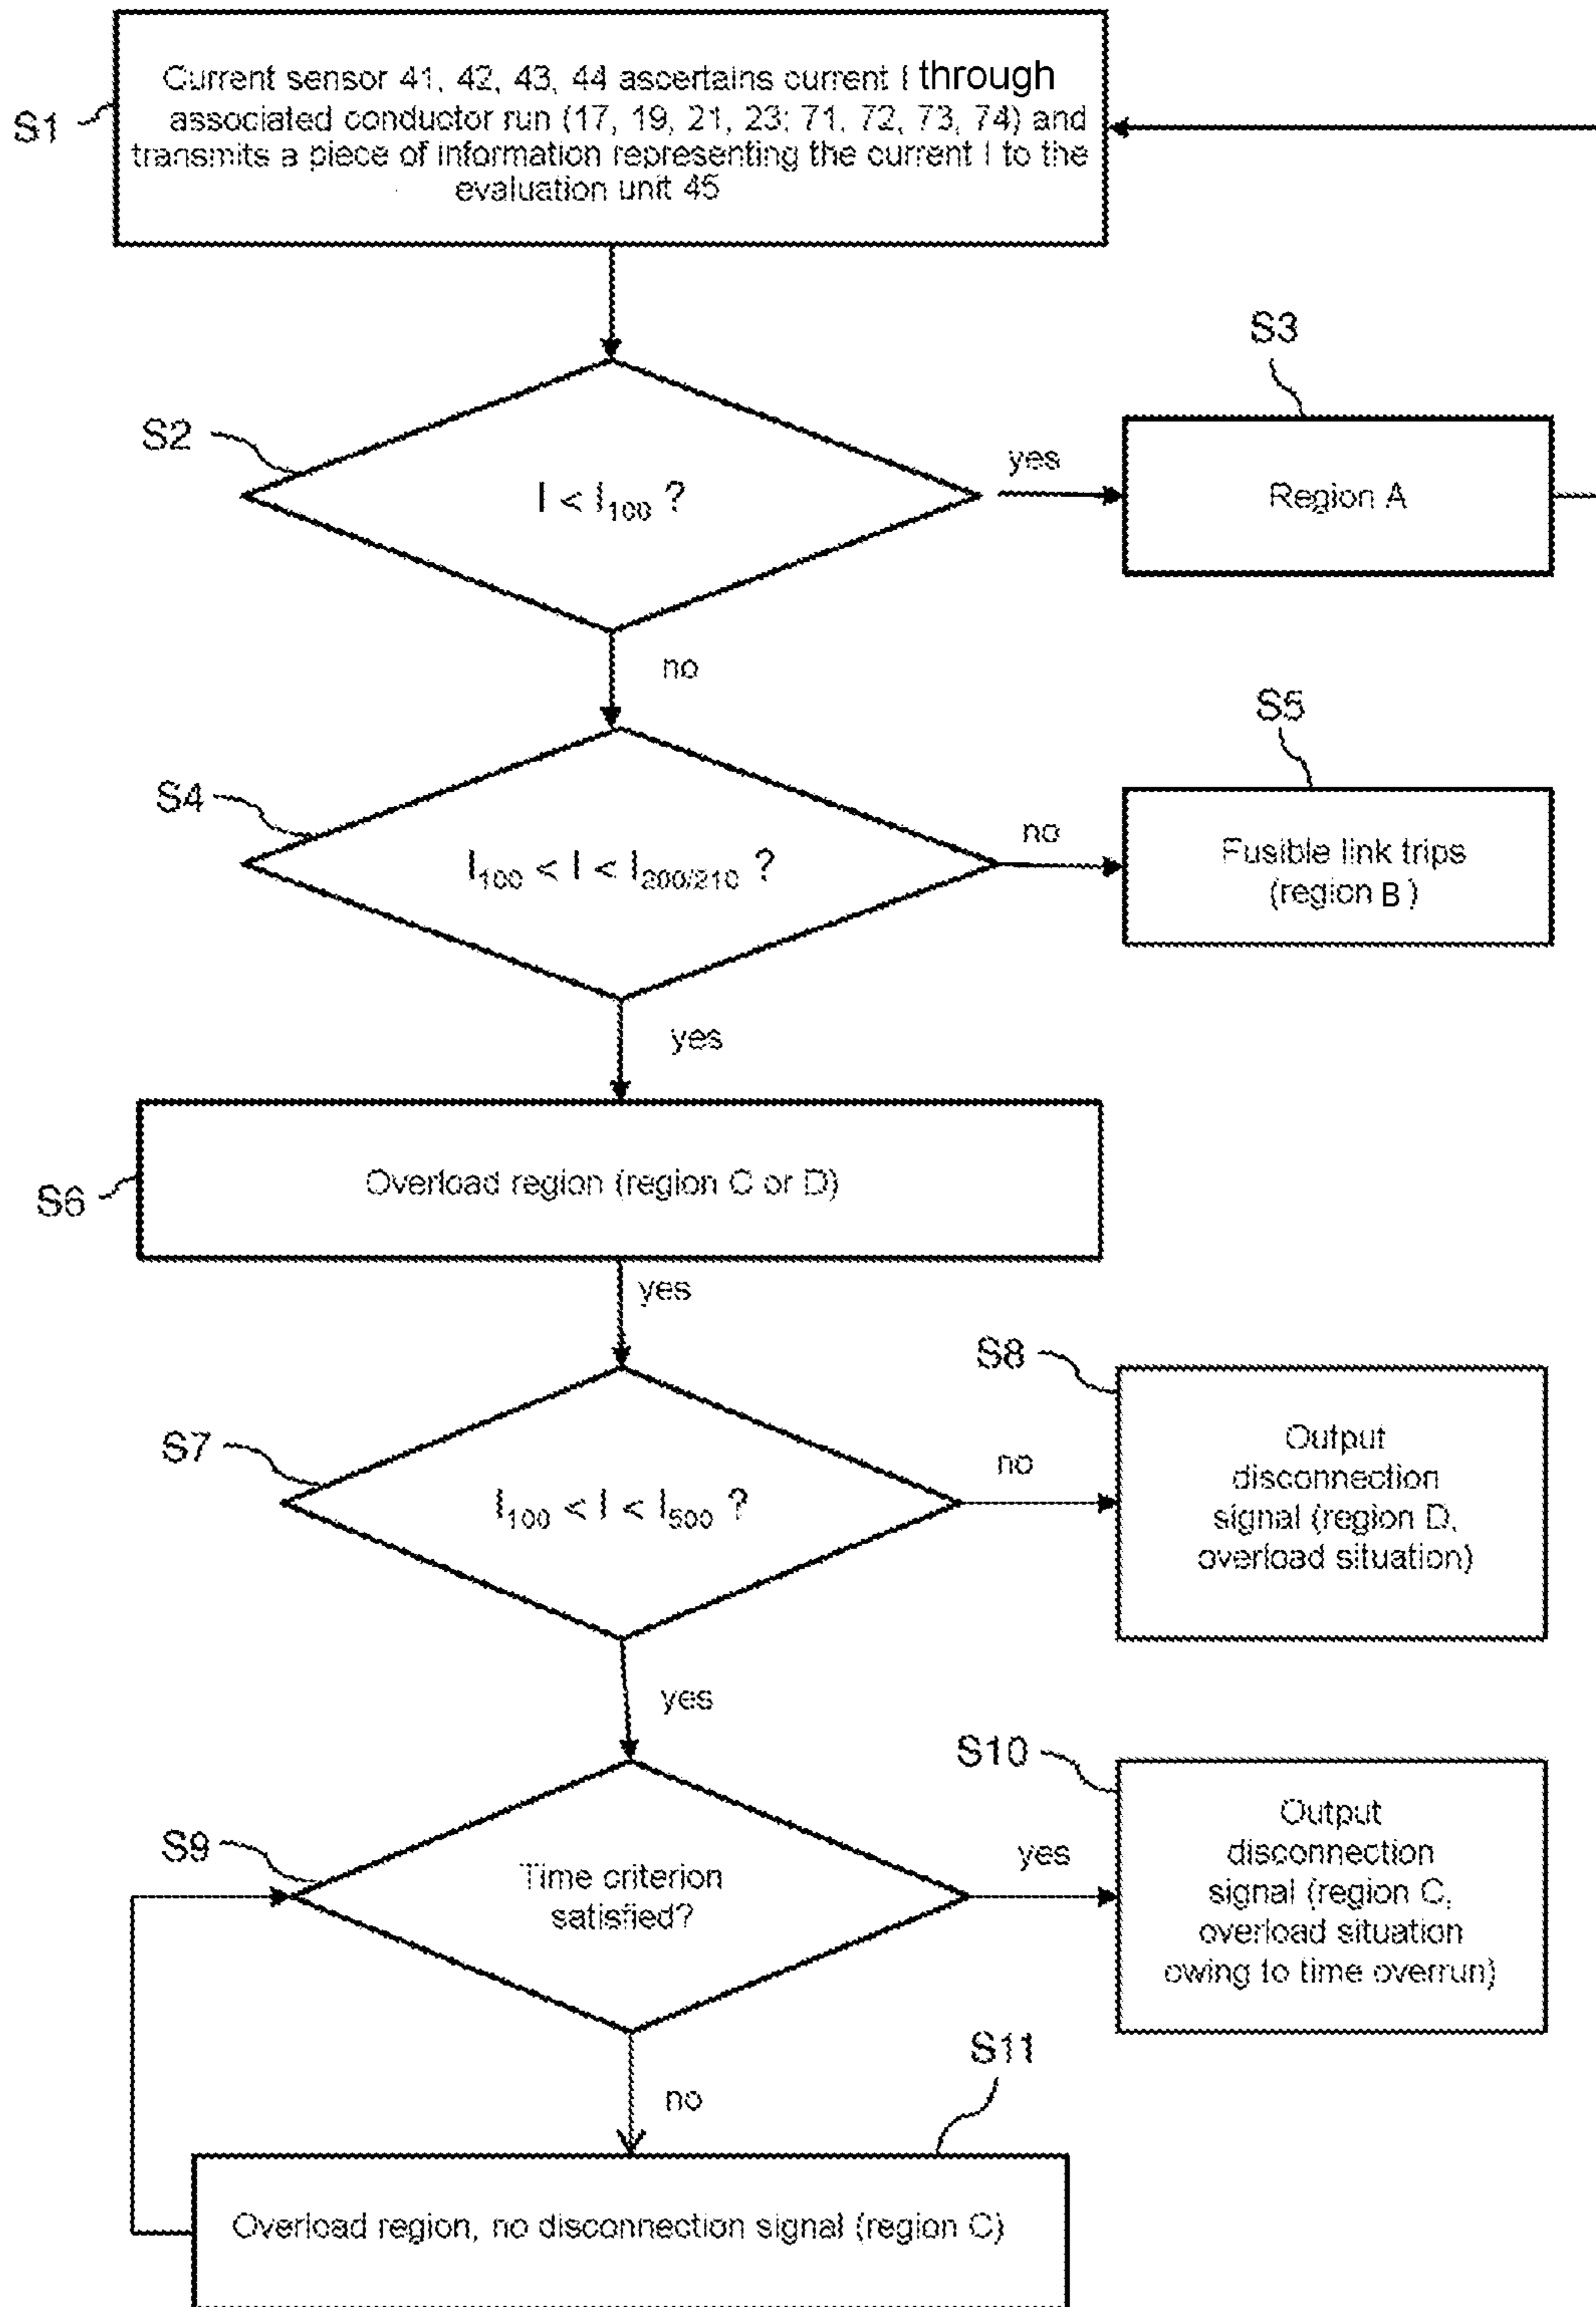 S1
Current sensor 41, 42, 43, 44 ascertains current I through
associated conductor run (17, 19, 21, 23; 71, 72, 73, 74) and
transmits a piece of information representing the current I to the
evaluation unit 45
S2
I < I100 ?
yes
S3
Region A
no
S4
I100 < I < I200/210 ?
no
S5
Fusible link trips
(region B)
yes
S6
Overload region (region C or D)
yes
S7
I100 < I < I500 ?
no
S8
Output
disconnection
signal (region D,
overload situation)
yes
S9
Time criterion
satisfied?
yes
S10
Output
disconnection
signal (region C,
overload situation
owing to time overrun)
no
S11
Overload region, no disconnection signal (region C)